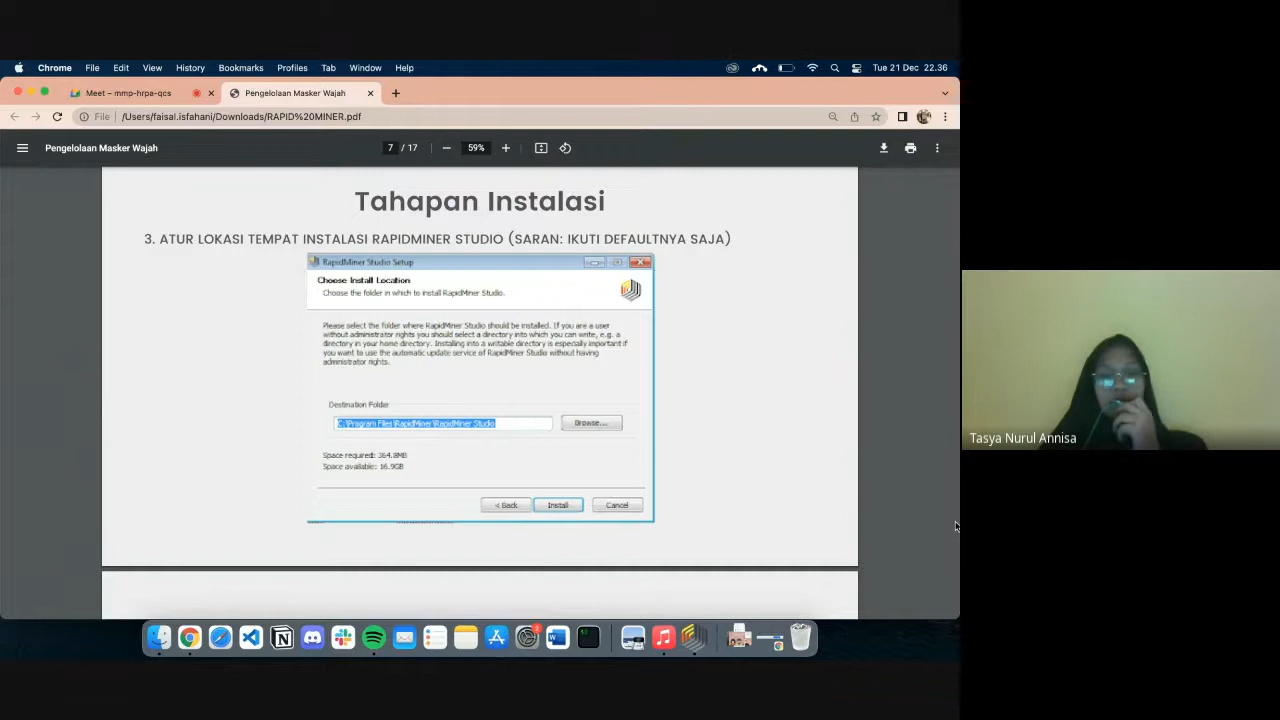 Chrome File Edit View History Bookmarks Profiles Tab Window Help Tue 21 Dec 22.36
Meet – mmp-hrpa-qcs
Pengelolaan Masker Wajah
File /Users/faisal.isfahani/Downloads/RAPID%20MINER.pdf
Pengelolaan Masker Wajah 7 / 17 59%
Tahapan Instalasi
3. ATUR LOKASI TEMPAT INSTALASI RAPIDMINER STUDIO (SARAN: IKUTI DEFAULTNYA SAJA)
RapidMiner Studio Setup
Choose Install Location
Choose the folder in which to install RapidMiner Studio.
Please select the folder where RapidMiner Studio should be installed. If you are a user
without administrator rights you should select a directory into which you can write, e.g. a
directory in your home directory. Installing into a writable directory is especially important if
you want to use the automatic update service of RapidMiner Studio without having
administrator rights.
Destination Folder
C:\Program Files\RapidMiner\RapidMiner Studio
Browse...
Space required: 364.8MB
Space available: 16.9GB
< Back Install Cancel
Tasya Nurul Annisa